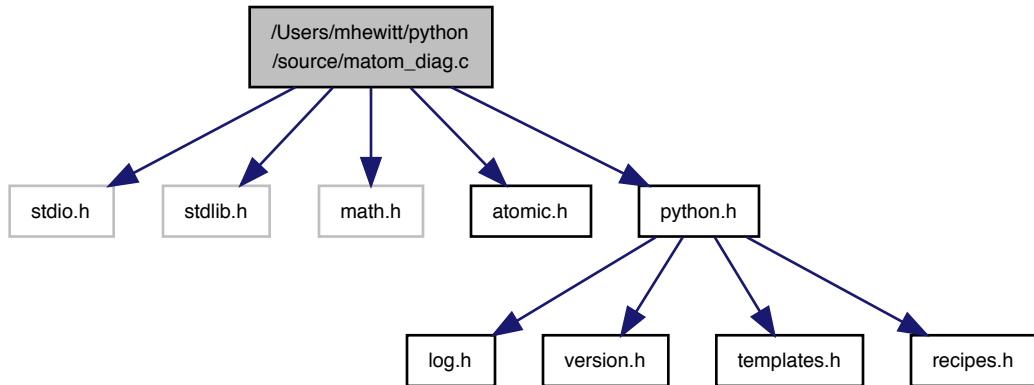 /Users/mhewitt/python
/source/matom_diag.c
stdio.h
stdlib.h
math.h
atomic.h
python.h
log.h
version.h
templates.h
recipes.h